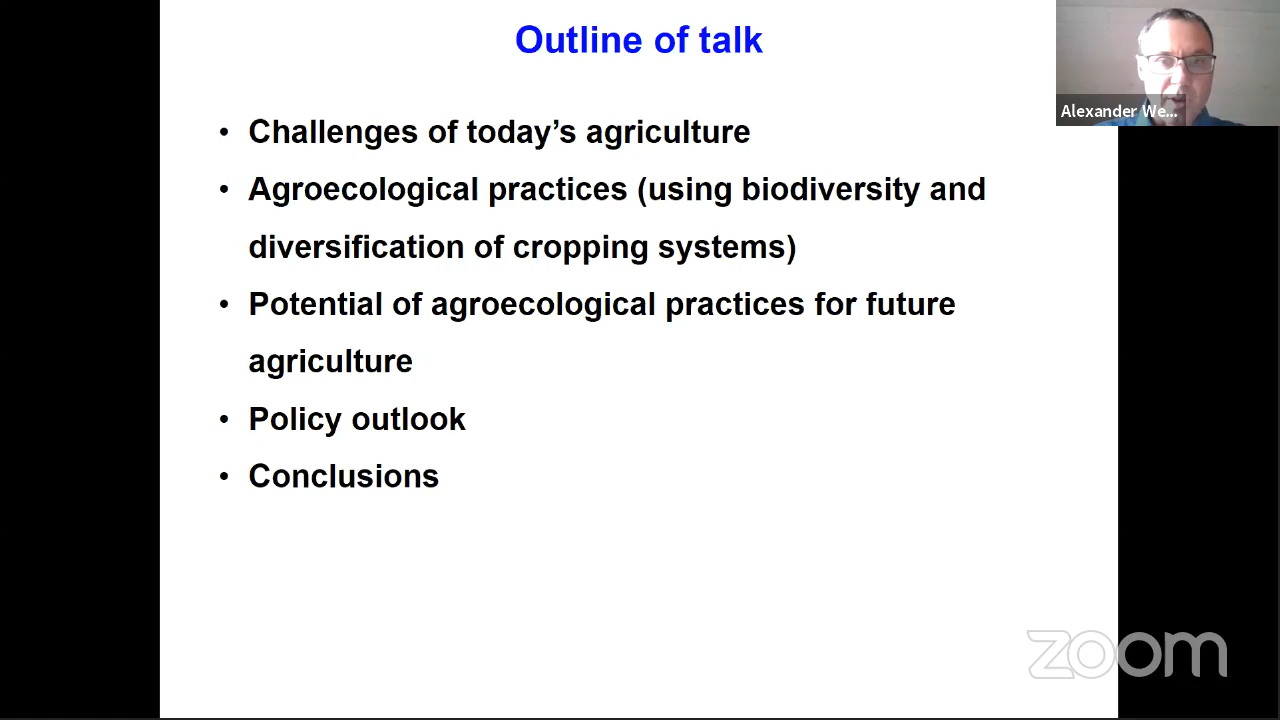 Outline of talk
• Challenges of today’s agriculture
• Agroecological practices (using biodiversity and
diversification of cropping systems)
• Potential of agroecological practices for future
agriculture
• Policy outlook
• Conclusions
Alexander We...
zoom